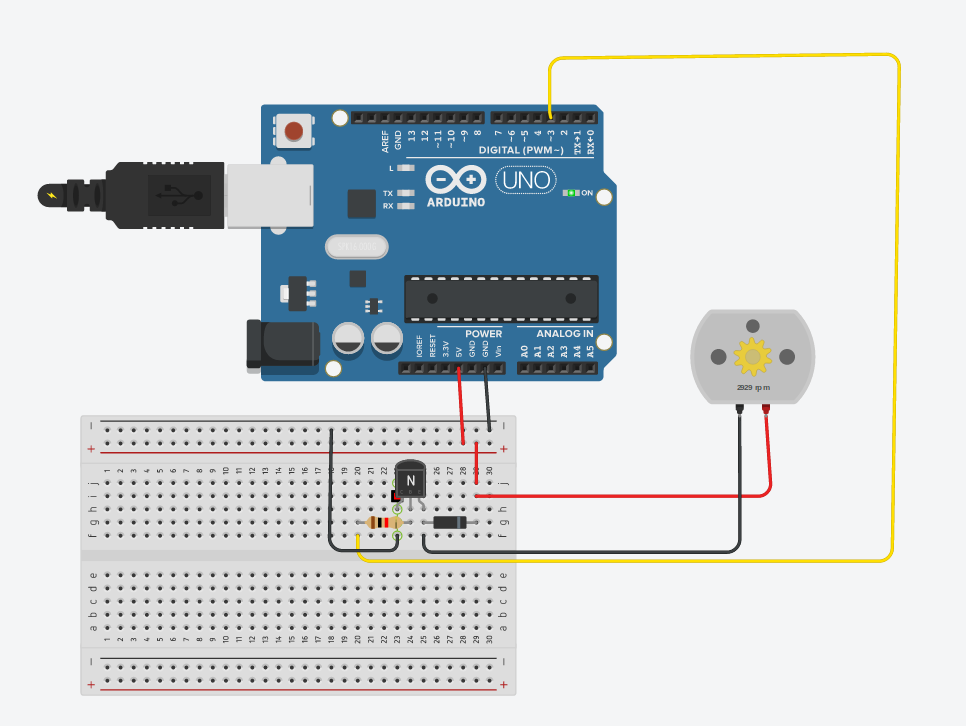 AREF
GND
13
12
~11
~10
~9
8
7
~6
~5
4
~3
2
TX→1
RX←0
DIGITAL (PWM~)
L
TX
RX
ARDUINO
UNO
ON
POWER
ANALOG IN
IOREF
RESET
3.3V
5V
GND
GND
Vin
A0
A1
A2
A3
A4
A5
2929 rpm
N
− −
+ +
1 2 3 4 5 6 7 8 9 10 11 12 13 14 15 16 17 18 19 20 21 22 26 27 28 30
j j
i i
h h
g g
f f
e e
d d
c c
b b
a a
1 2 3 4 5 6 7 8 9 10 11 12 13 14 15 16 17 18 19 20 21 22 23 24 25 26 27 28 29 30
− −
+ +